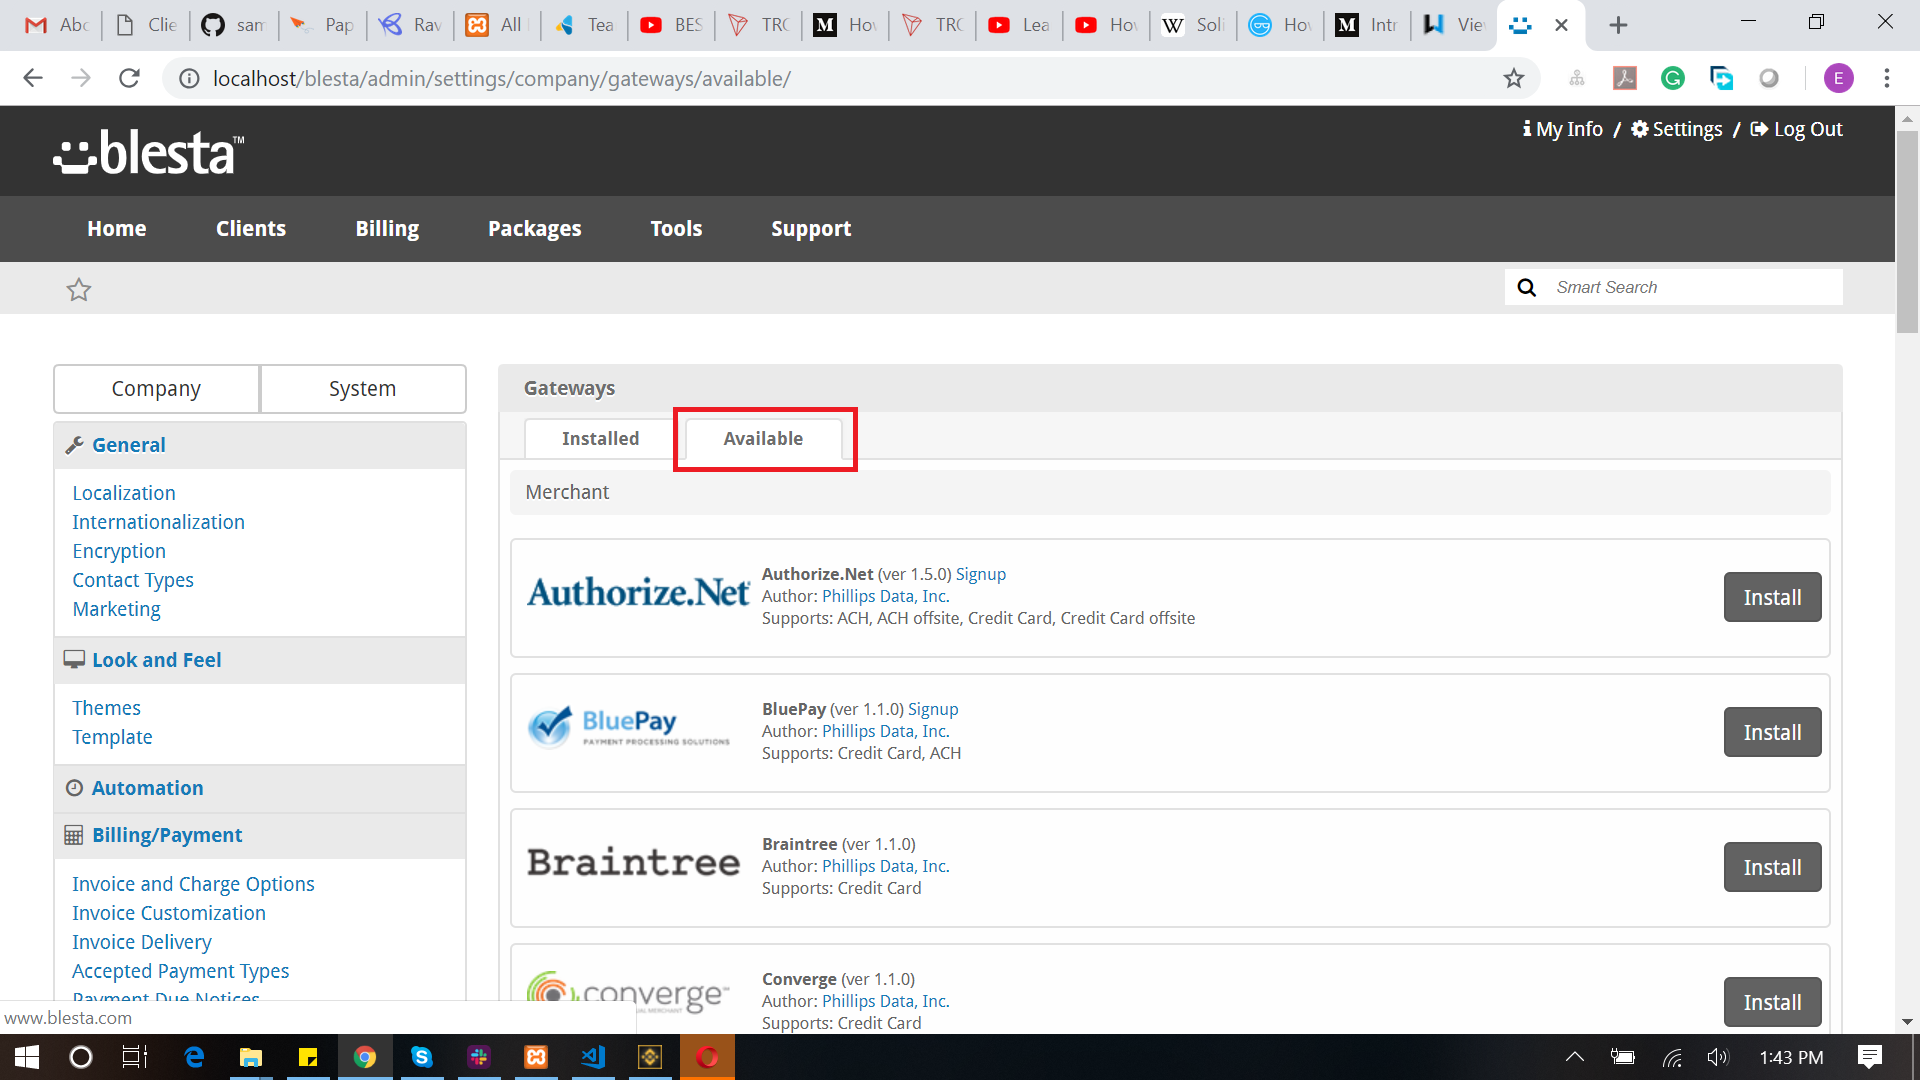 Abc
Clie
sam
Pap
Rav
All
Tea
BES
TRC
M
Hov
TRC
Lea
Hov
W
Soli
Hov
M
Intr
Viev
localhost/blesta/admin/settings/company/gateways/available/
E
blesta™
My Info / Settings / Log Out
Home Clients Billing Packages Tools Support
Smart Search
Company System
General
Localization
Internationalization
Encryption
Contact Types
Marketing
Look and Feel
Themes
Template
Automation
Billing/Payment
Invoice and Charge Options
Invoice Customization
Invoice Delivery
Accepted Payment Types
Payment Due Notices
Gateways
Installed Available
Merchant
Authorize.Net
Authorize.Net (ver 1.5.0) Signup
Author: Phillips Data, Inc.
Supports: ACH, ACH offsite, Credit Card, Credit Card offsite
Install
BluePay
PAYMENT PROCESSING SOLUTIONS
BluePay (ver 1.1.0) Signup
Author: Phillips Data, Inc.
Supports: Credit Card, ACH
Install
Braintree
Braintree (ver 1.1.0)
Author: Phillips Data, Inc.
Supports: Credit Card
Install
converge
Converge (ver 1.1.0)
Author: Phillips Data, Inc.
Supports: Credit Card
Install
www.blesta.com
1:43 PM